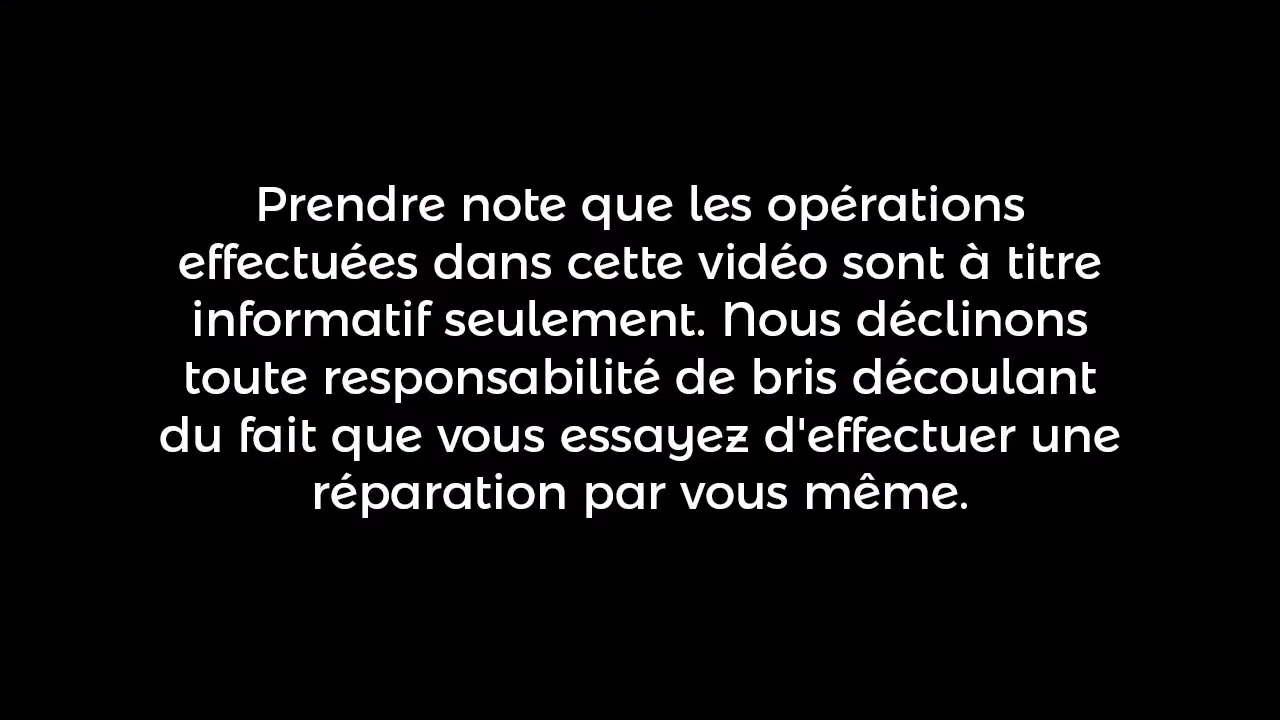 Prendre note que les opérations
effectuées dans cette vidéo sont à titre
informatif seulement. Nous déclinons
toute responsabilité de bris découlant
du fait que vous essayez d'effectuer une
réparation par vous même.